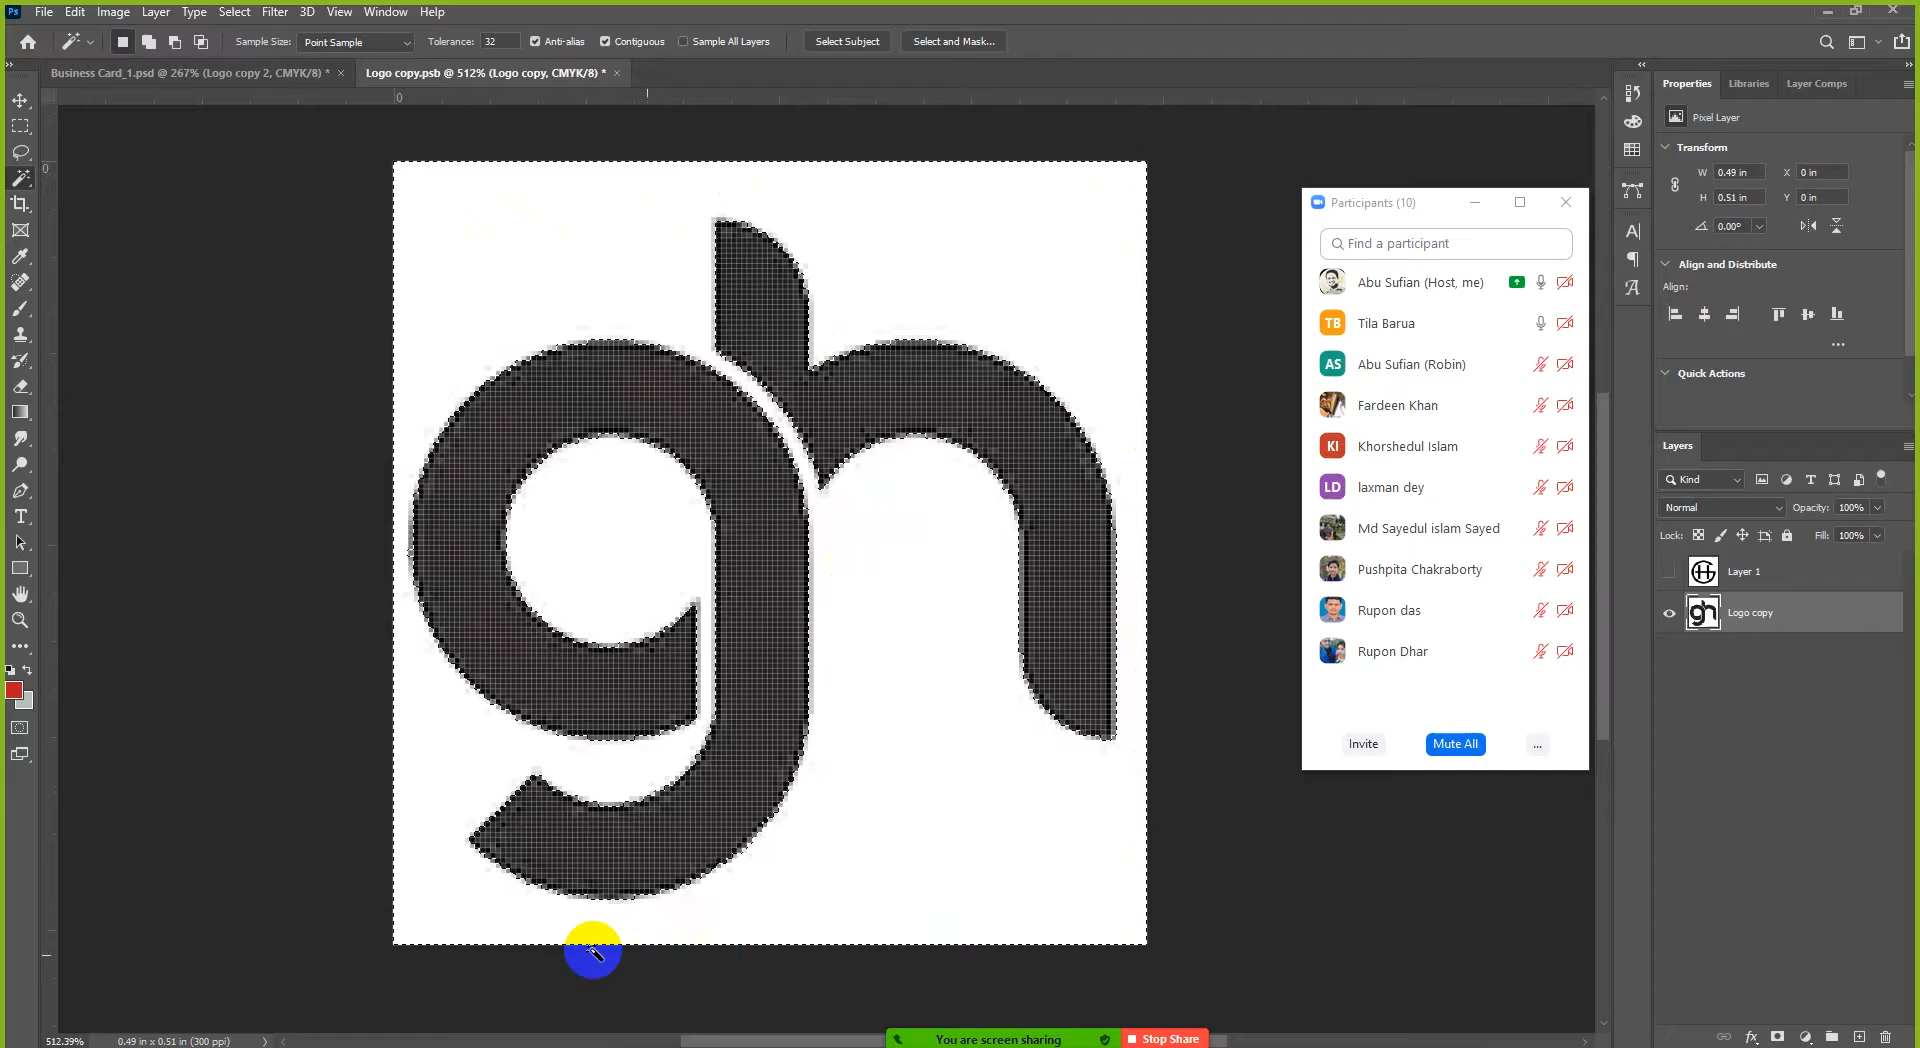 Ps File Edit Image Layer Type Select Filter 3D View Window Help
Sample Size: Point Sample Tolerance: 32 Anti-alias Contiguous Sample All Layers Select Subject Select and Mask...
Business Card_1.psd @ 267% (Logo copy 2, CMYK/8) * × Logo copy.psb @ 512% (Logo copy, CMYK/8) * ×
0
0
gh
Participants (10)
Find a participant
Abu Sufian (Host, me)
TB Tila Barua
AS Abu Sufian (Robin)
Fardeen Khan
KI Khorshedul Islam
LD laxman dey
Md Sayedul islam Sayed
Pushpita Chakraborty
Rupon das
Rupon Dhar
Invite Mute All ...
Properties Libraries Layer Comps
Pixel Layer
Transform
W 0.49 in X 0 in
H 0.51 in Y 0 in
0.00°
Align and Distribute
Align:
...
Quick Actions
Layers
Kind
Normal Opacity: 100%
Lock: Fill: 100%
Layer 1
gh Logo copy
512.39% 0.49 in x 0.51 in (300 ppi)
You are screen sharing Stop Share